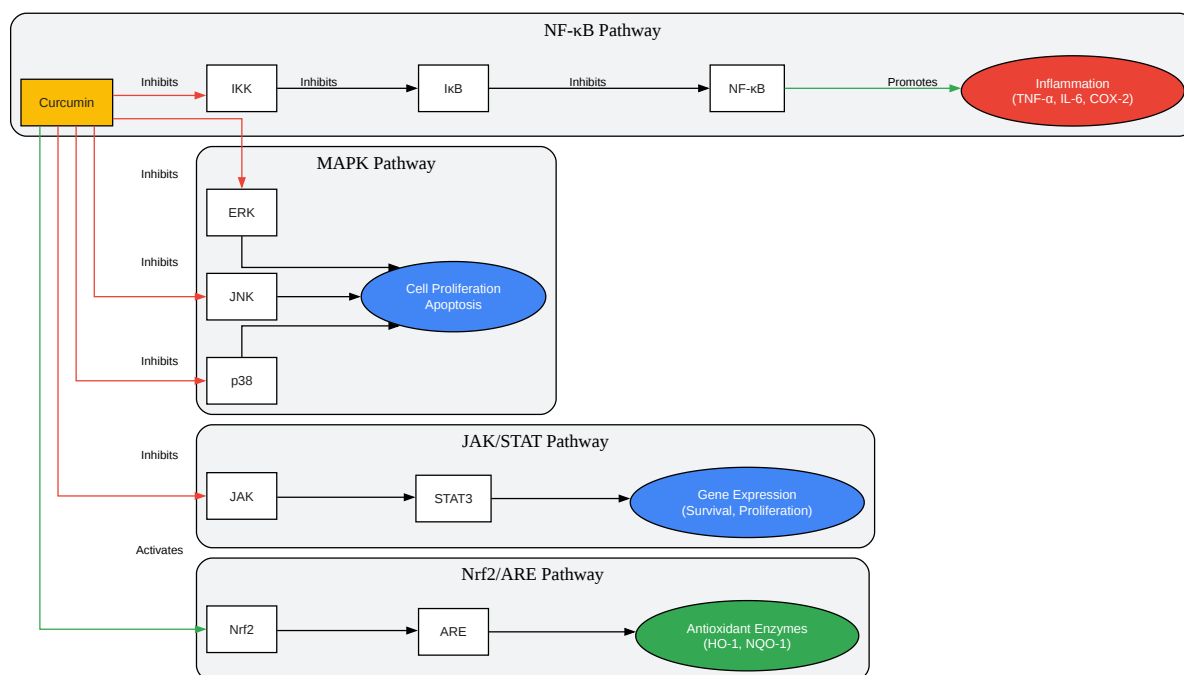 NF-κB Pathway
Curcumin
Inhibits
IKK
Inhibits
IκB
Inhibits
NF-κB
Promotes
Inflammation
(TNF-α, IL-6, COX-2)
MAPK Pathway
Inhibits
ERK
Inhibits
JNK
Cell Proliferation
Apoptosis
Inhibits
p38
JAK/STAT Pathway
Inhibits
JAK
STAT3
Gene Expression
(Survival, Proliferation)
Activates
Nrf2/ARE Pathway
Nrf2
ARE
Antioxidant Enzymes
(HO-1, NQO-1)